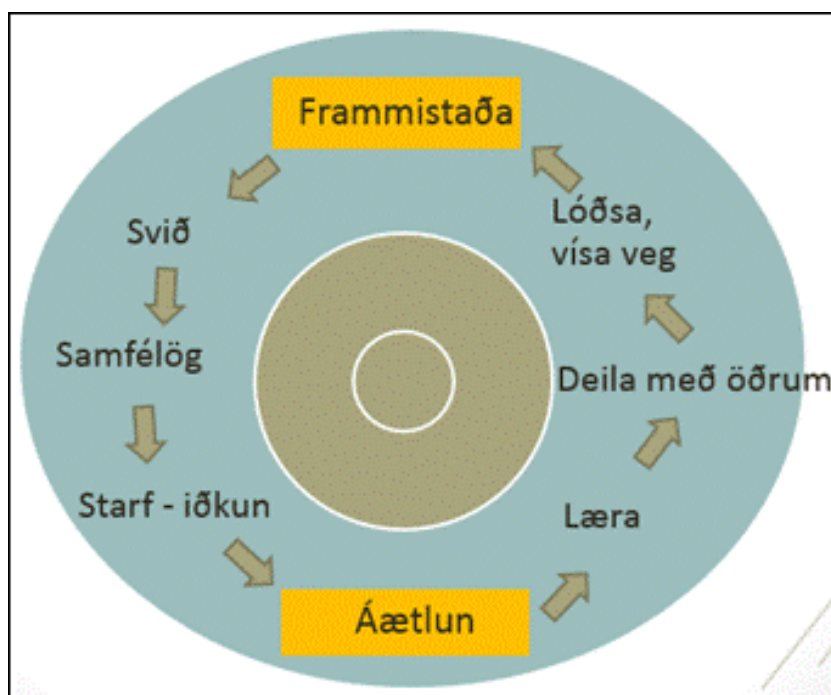 Frammistaða
Svið
Samfélög
Starf - iðkun
Áætlun
Læra
Deila með öðrum
Lóðsa,
vísa veg